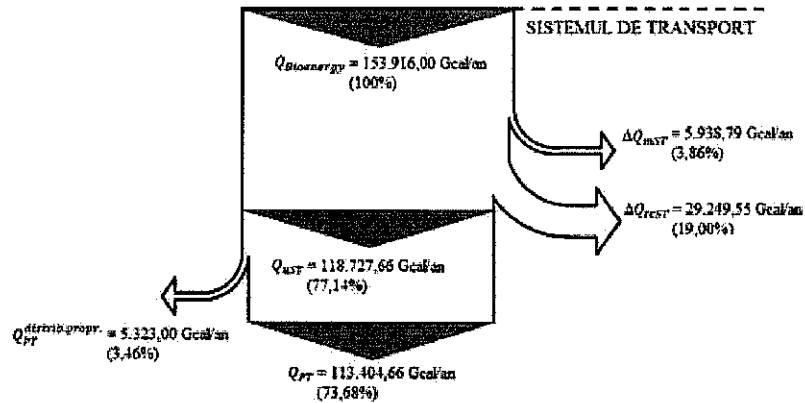 SISTEMUL DE TRANSPORT
Q_Bioenergy = 153.916,00 Gcal/an
(100%)
ΔQ_mST = 5.938,79 Gcal/an
(3,86%)
ΔQ_tcST = 29.249,55 Gcal/an
(19,00%)
Q_uST = 118.727,66 Gcal/an
(77,14%)
Q_PT^distrib.propr. = 5.323,00 Gcal/an
(3,46%)
Q_PT = 113.404,66 Gcal/an
(73,68%)